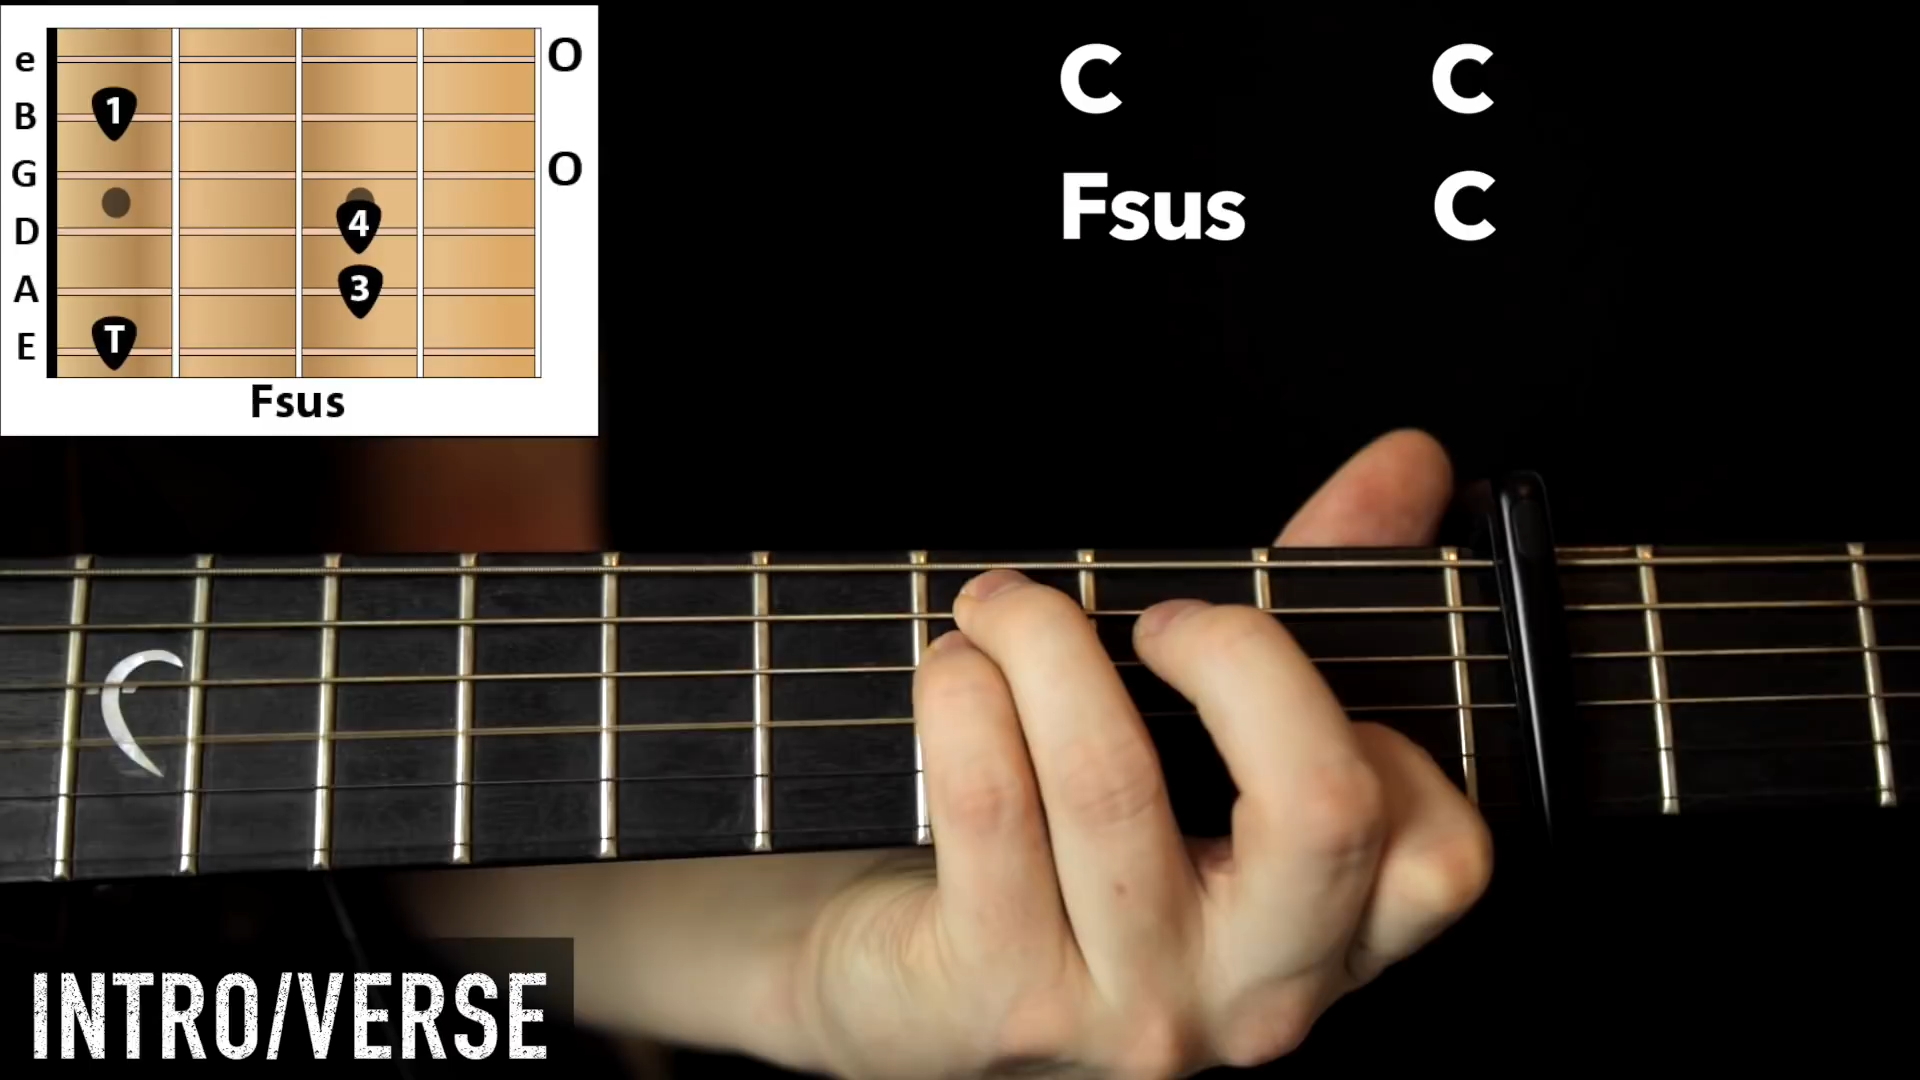 e O
B 1
G O
D 4
A 3
E T
Fsus
C C
Fsus C
INTRO/VERSE